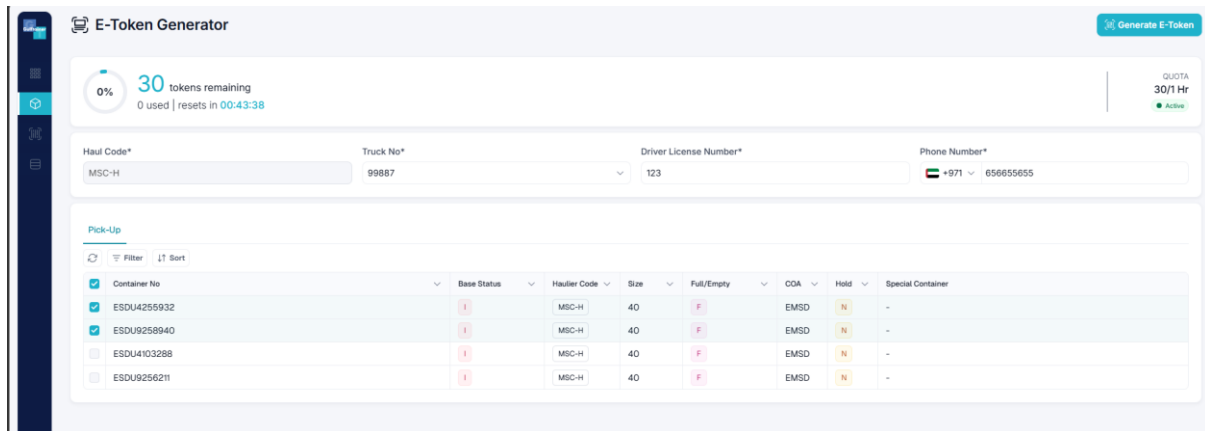 E-Token Generator
Generate E-Token
0%
30 tokens remaining
0 used | resets in 00:43:38
QUOTA
30/1 Hr
Active
Haul Code*
Truck No*
Driver License Number*
Phone Number*
MSC-H
99887
123
+971
656655655
Pick-Up
Filter
Sort
Container No
Base Status
Haulier Code
Size
Full/Empty
COA
Hold
Special Container
ESDU4255932 I MSC-H 40 F EMSD N -
ESDU9258940 I MSC-H 40 F EMSD N -
ESDU4103288 I MSC-H 40 F EMSD N -
ESDU9256211 I MSC-H 40 F EMSD N -